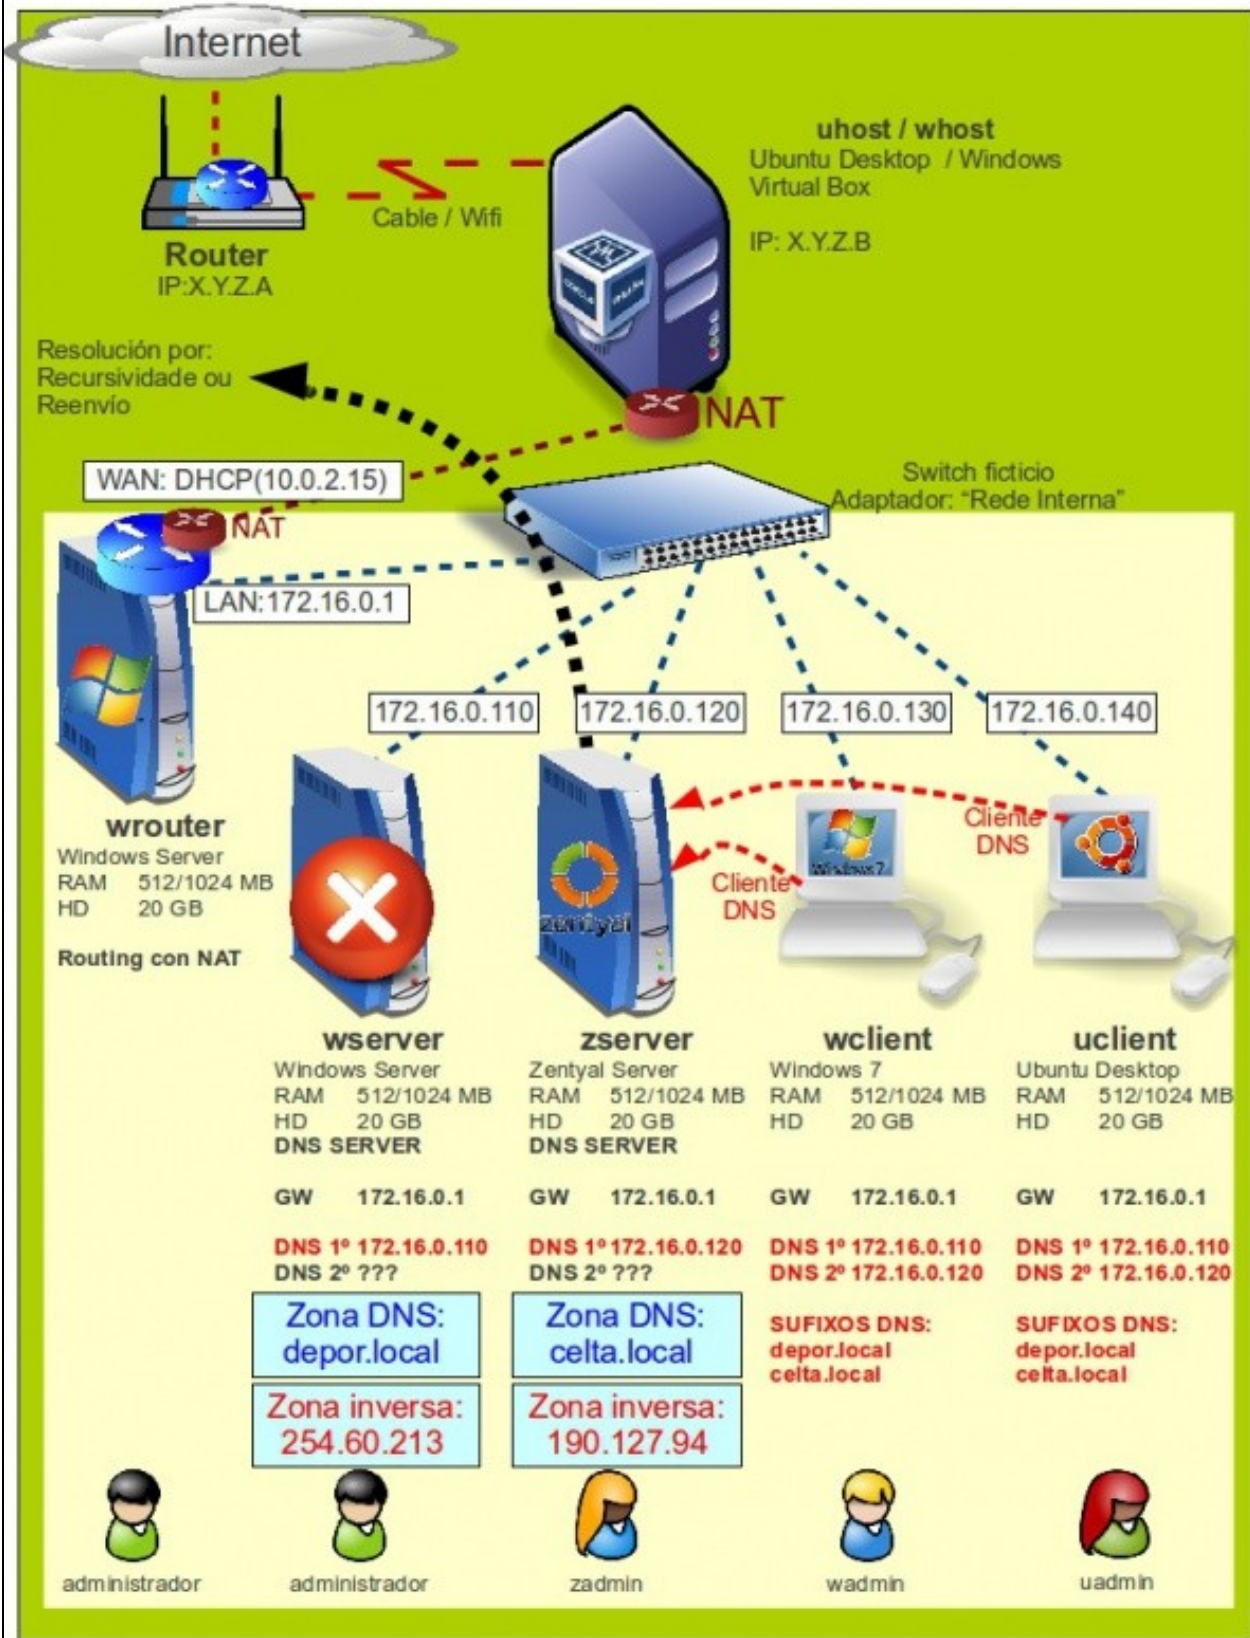 Internet
uhost / whost
Ubuntu Desktop / Windows
Virtual Box
IP: X.Y.Z.B
Cable / Wifi
Router
IP:X.Y.Z.A
Resolución por:
Recursividade ou
Reenvío
NAT
WAN: DHCP(10.0.2.15)
Switch ficticio
Adaptador: “Rede Interna”
NAT
LAN:172.16.0.1
172.16.0.110
172.16.0.120
172.16.0.130
172.16.0.140
wrouter
Windows Server
RAM 512/1024 MB
HD 20 GB
Routing con NAT
zentyal
Windows 7
Cliente
DNS
Cliente
DNS
wserver
Windows Server
RAM 512/1024 MB
HD 20 GB
DNS SERVER
GW 172.16.0.1
DNS 1º 172.16.0.110
DNS 2º ???
Zona DNS:
depor.local
Zona inversa:
254.60.213
zserver
Zentyal Server
RAM 512/1024 MB
HD 20 GB
DNS SERVER
GW 172.16.0.1
DNS 1º 172.16.0.120
DNS 2º ???
Zona DNS:
celta.local
Zona inversa:
190.127.94
wclient
Windows 7
RAM 512/1024 MB
HD 20 GB
GW 172.16.0.1
DNS 1º 172.16.0.110
DNS 2º 172.16.0.120
SUFIXOS DNS:
depor.local
celta.local
uclient
Ubuntu Desktop
RAM 512/1024 MB
HD 20 GB
GW 172.16.0.1
DNS 1º 172.16.0.110
DNS 2º 172.16.0.120
SUFIXOS DNS:
depor.local
celta.local
administrador
administrador
zadmin
wadmin
uadmin